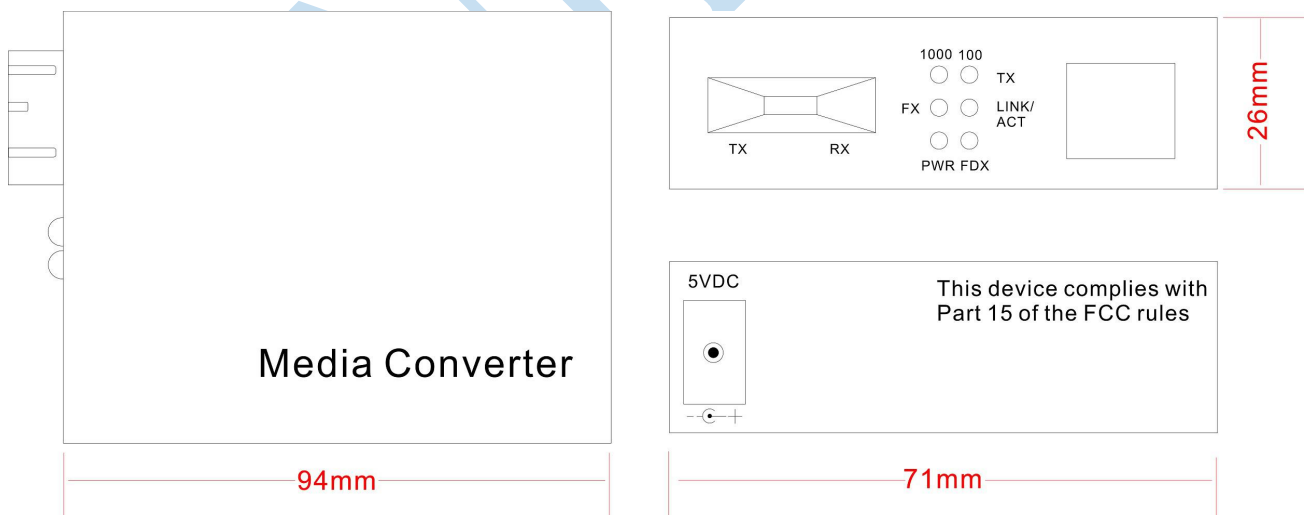 Media Converter
94mm
1000 100
TX
FX
LINK/
ACT
TX
RX
PWR FDX
26mm
5VDC
This device complies with
Part 15 of the FCC rules
71mm